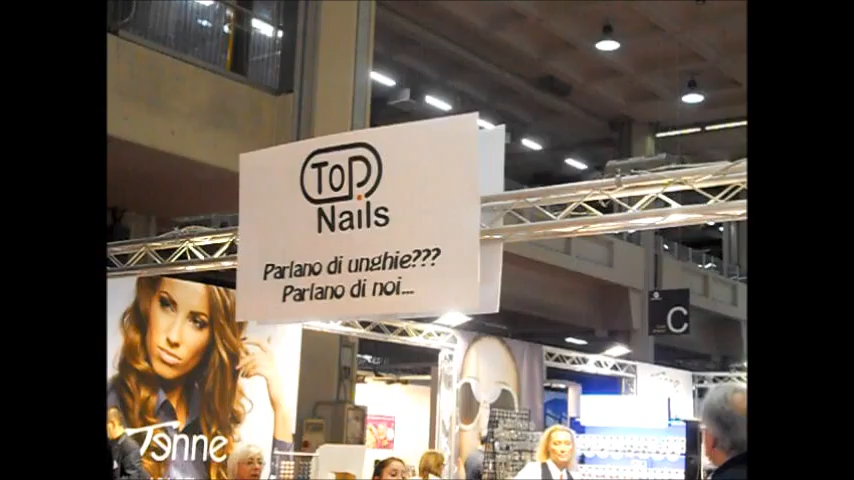 Top
Nails
Parlano di unghie???
Parlano di noi...
C
Tenne